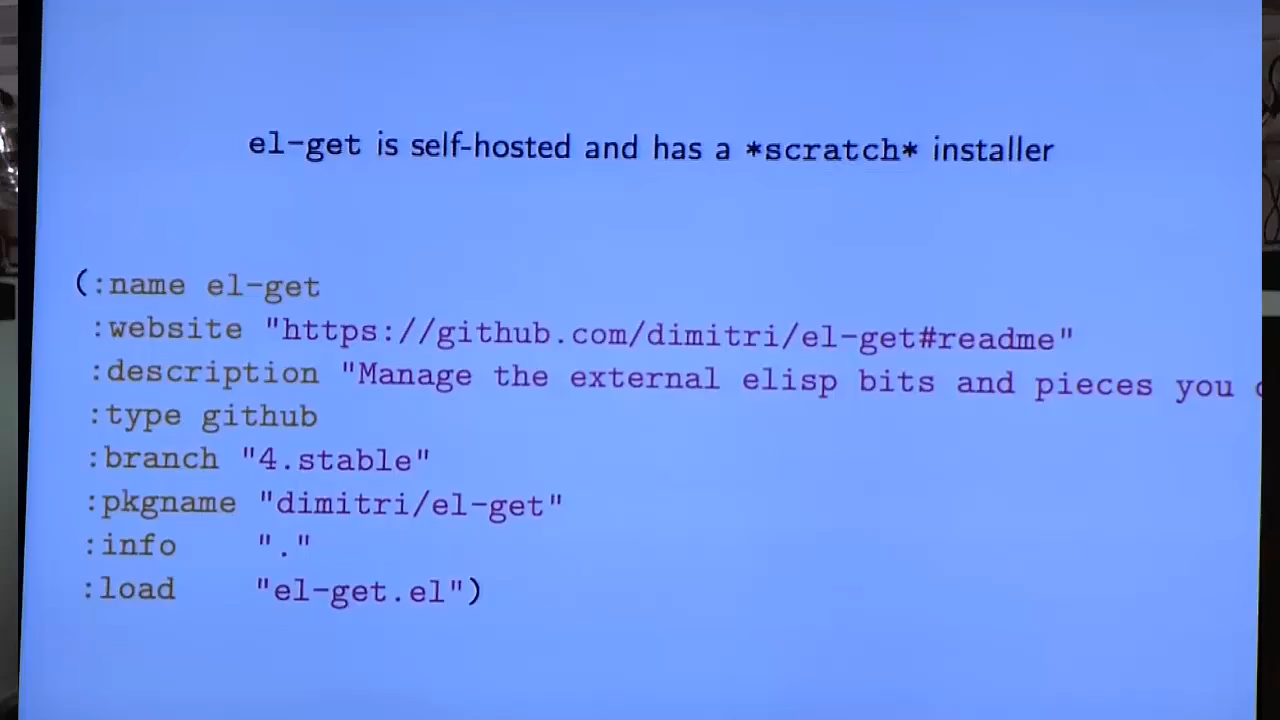 el-get is self-hosted and has a *scratch* installer
(:name el-get
:website "https://github.com/dimitri/el-get#readme"
:description "Manage the external elisp bits and pieces you
:type github
:branch "4.stable"
:pkgname "dimitri/el-get"
:info "."
:load "el-get.el")